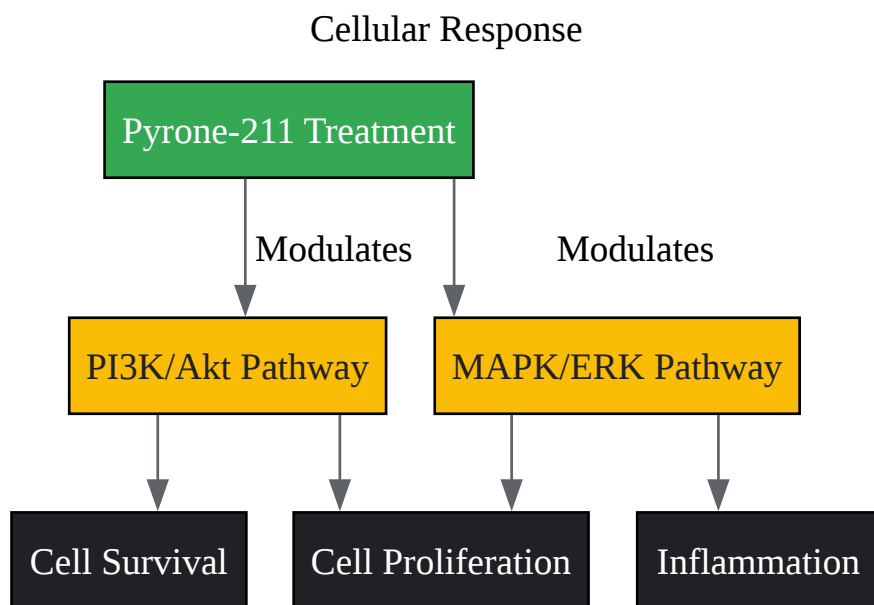 Cellular Response
Pyrone-211 Treatment
Modulates
Modulates
PI3K/Akt Pathway
MAPK/ERK Pathway
Cell Survival
Cell Proliferation
Inflammation